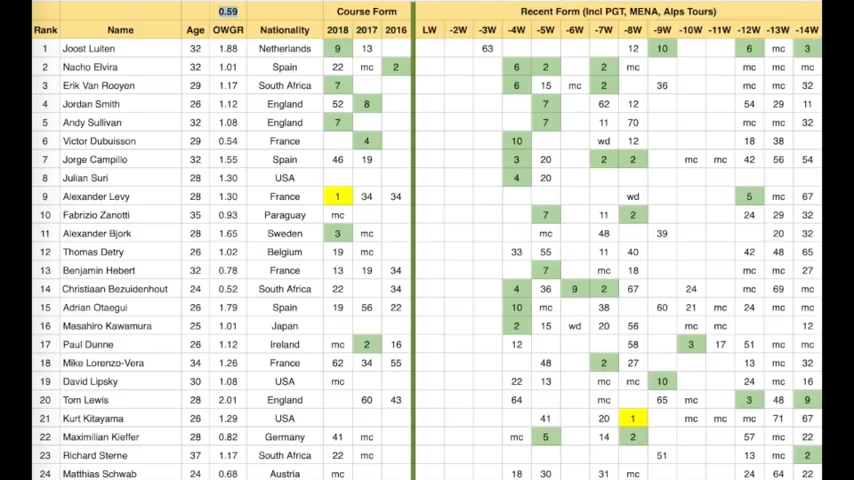 0.59 Course Form Recent Form (Incl PGT, MENA, Alps Tours)
Rank Name Age OWGR Nationality 2018 2017 2016 LW -2W -3W -4W -5W -6W -7W -8W -9W -10W -11W -12W -13W -14W
1 Joost Luiten 32 1.88 Netherlands 9 13 63 12 10 6 mc 3
2 Nacho Elvira 32 1.01 Spain 22 mc 2 6 2 2 mc mc mc mc
3 Erik Van Rooyen 29 1.17 South Africa 7 6 15 mc 2 36 mc mc 32
4 Jordan Smith 26 1.12 England 52 8 7 62 12 54 29 11
5 Andy Sullivan 32 1.08 England 7 7 11 70 mc mc 32
6 Victor Dubuisson 29 0.54 France 4 10 wd 12 18 38
7 Jorge Campillo 32 1.55 Spain 46 19 3 20 2 2 mc mc 42 56 54
8 Julian Suri 28 1.30 USA 4 20
9 Alexander Levy 28 1.30 France 1 34 34 wd 5 mc 67
10 Fabrizio Zanotti 35 0.93 Paraguay mc 7 11 2 24 29 32
11 Alexander Bjork 28 1.65 Sweden 3 mc mc 48 39 20 32
12 Thomas Detry 26 1.02 Belgium 19 mc 33 55 11 40 42 48 65
13 Benjamin Hebert 32 0.78 France 13 19 34 7 mc 18 mc mc 27
14 Christiaan Bezuidenhout 24 0.52 South Africa 22 34 4 36 9 2 67 24 mc 69 mc
15 Adrian Otaegui 26 1.79 Spain 19 56 22 10 mc 38 60 21 mc 24 mc mc
16 Masahiro Kawamura 25 1.01 Japan 2 15 wd 20 56 mc mc 12
17 Paul Dunne 26 1.12 Ireland mc 2 16 12 58 3 17 51 mc mc
18 Mike Lorenzo-Vera 34 1.26 France 62 34 55 48 2 27 13 mc 32
19 David Lipsky 30 1.08 USA mc 22 13 mc mc 10 24 mc 16
20 Tom Lewis 28 2.01 England 60 43 64 mc 65 mc 3 48 9
21 Kurt Kitayama 26 1.29 USA 41 20 1 mc mc mc 71 67
22 Maximilian Kieffer 28 0.82 Germany 41 mc mc 5 14 2 57 mc 22
23 Richard Sterne 37 1.17 South Africa 22 mc 51 13 mc 2
24 Matthias Schwab 24 0.68 Austria mc 18 30 31 mc 24 64 22